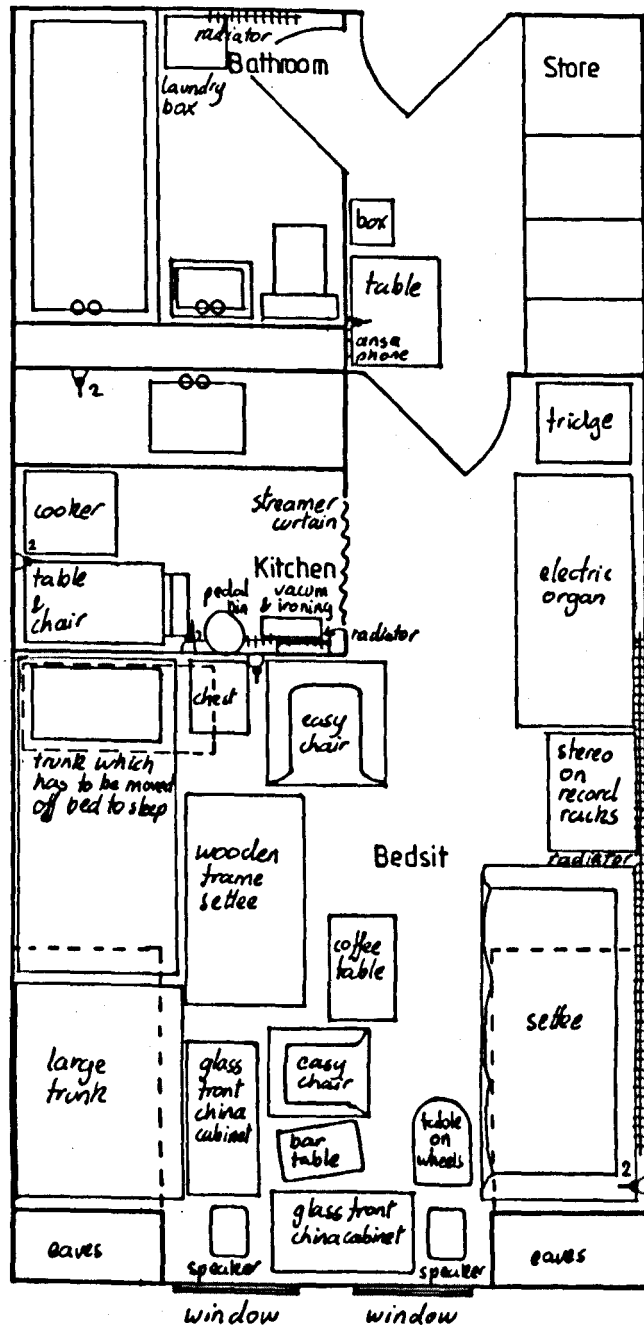 radiator
Bathroom
laundry
box
Store
box
table
ansa
phone
2
fridge
cooker
streamer
curtain
electric
organ
2
table
&
chair
Kitchen
pedal
bin
vacum
& ironing
2
radiator
chest
easy
chair
trunk which
has to be moved
off bed to sleep
stereo
on
record
racks
radiator
wooden
frame
settee
Bedsit
coffee
table
settee
large
trunk
glass
front
china
cabinet
easy
chair
bar
table
table
on
wheels
2
glass front
china cabinet
eaves
speaker
speaker
eaves
window
window